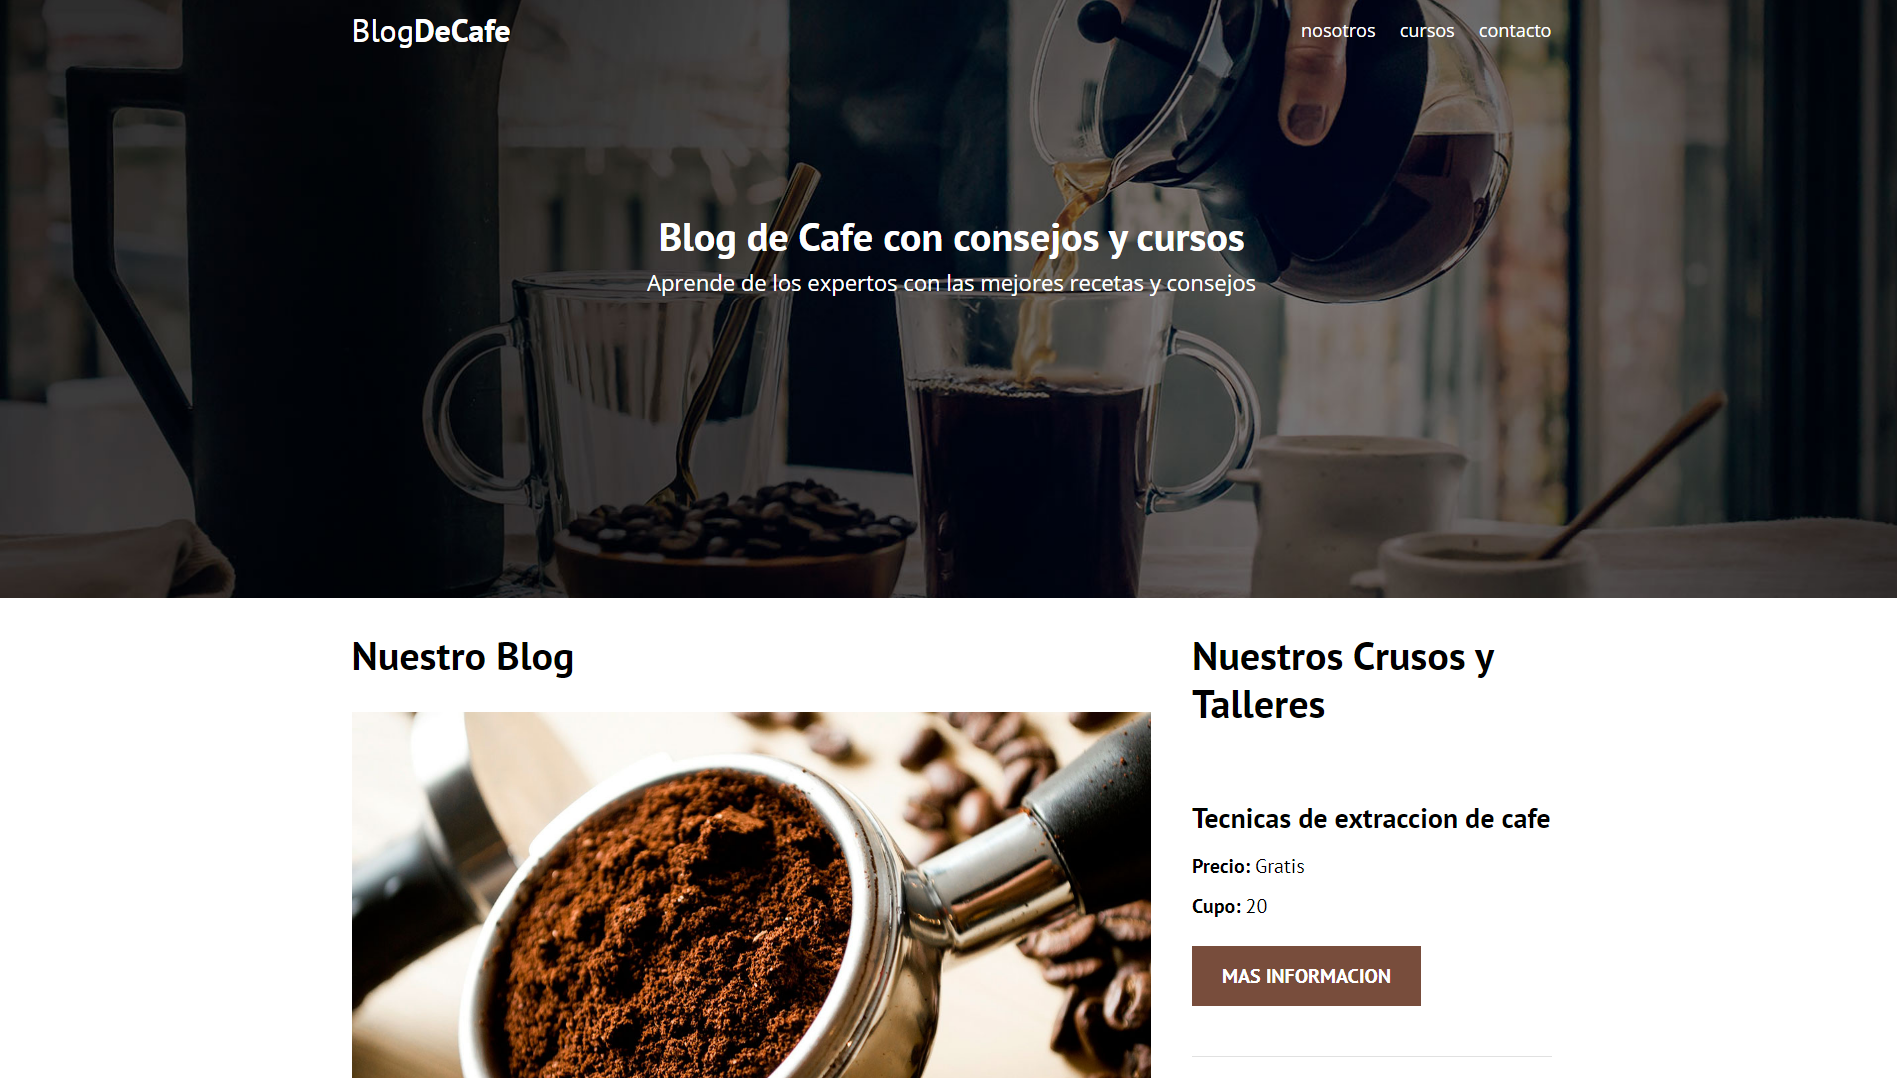 BlogDeCafe
nosotros cursos contacto
Blog de Cafe con consejos y cursos
Aprende de los expertos con las mejores recetas y consejos
Nuestro Blog
Nuestros Crusos y
Talleres
Tecnicas de extraccion de cafe
Precio: Gratis
Cupo: 20
MAS INFORMACION